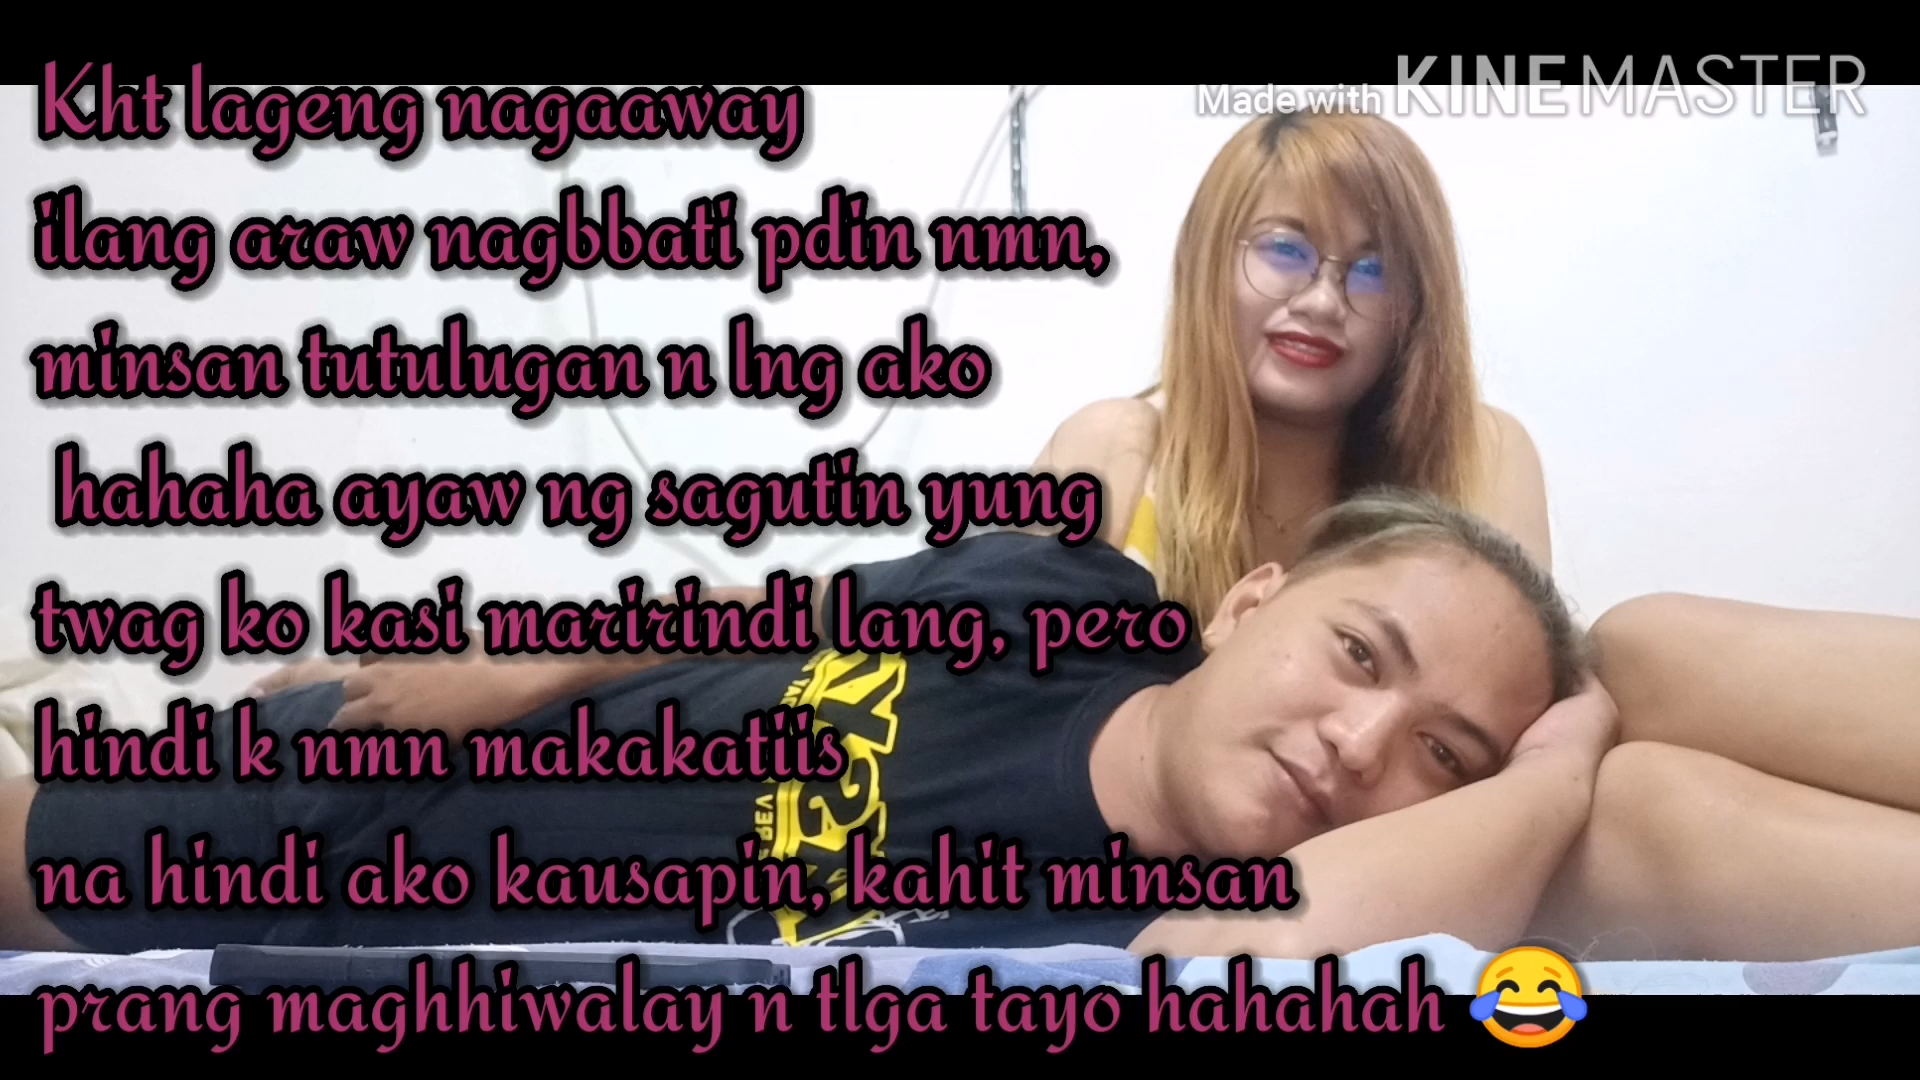 Made with KINEMASTER
Kht lageng nagaaway
ilang araw nagbbati pdin nmn,
minsan tutulugan n lng ako
hahaha ayaw ng sagutin yung
twag ko kasi maririndi lang, pero
hindi k nmn makakatiis
na hindi ako kausapin, kahit minsan
prang maghhiwalay n tlga tayo hahahah 😂